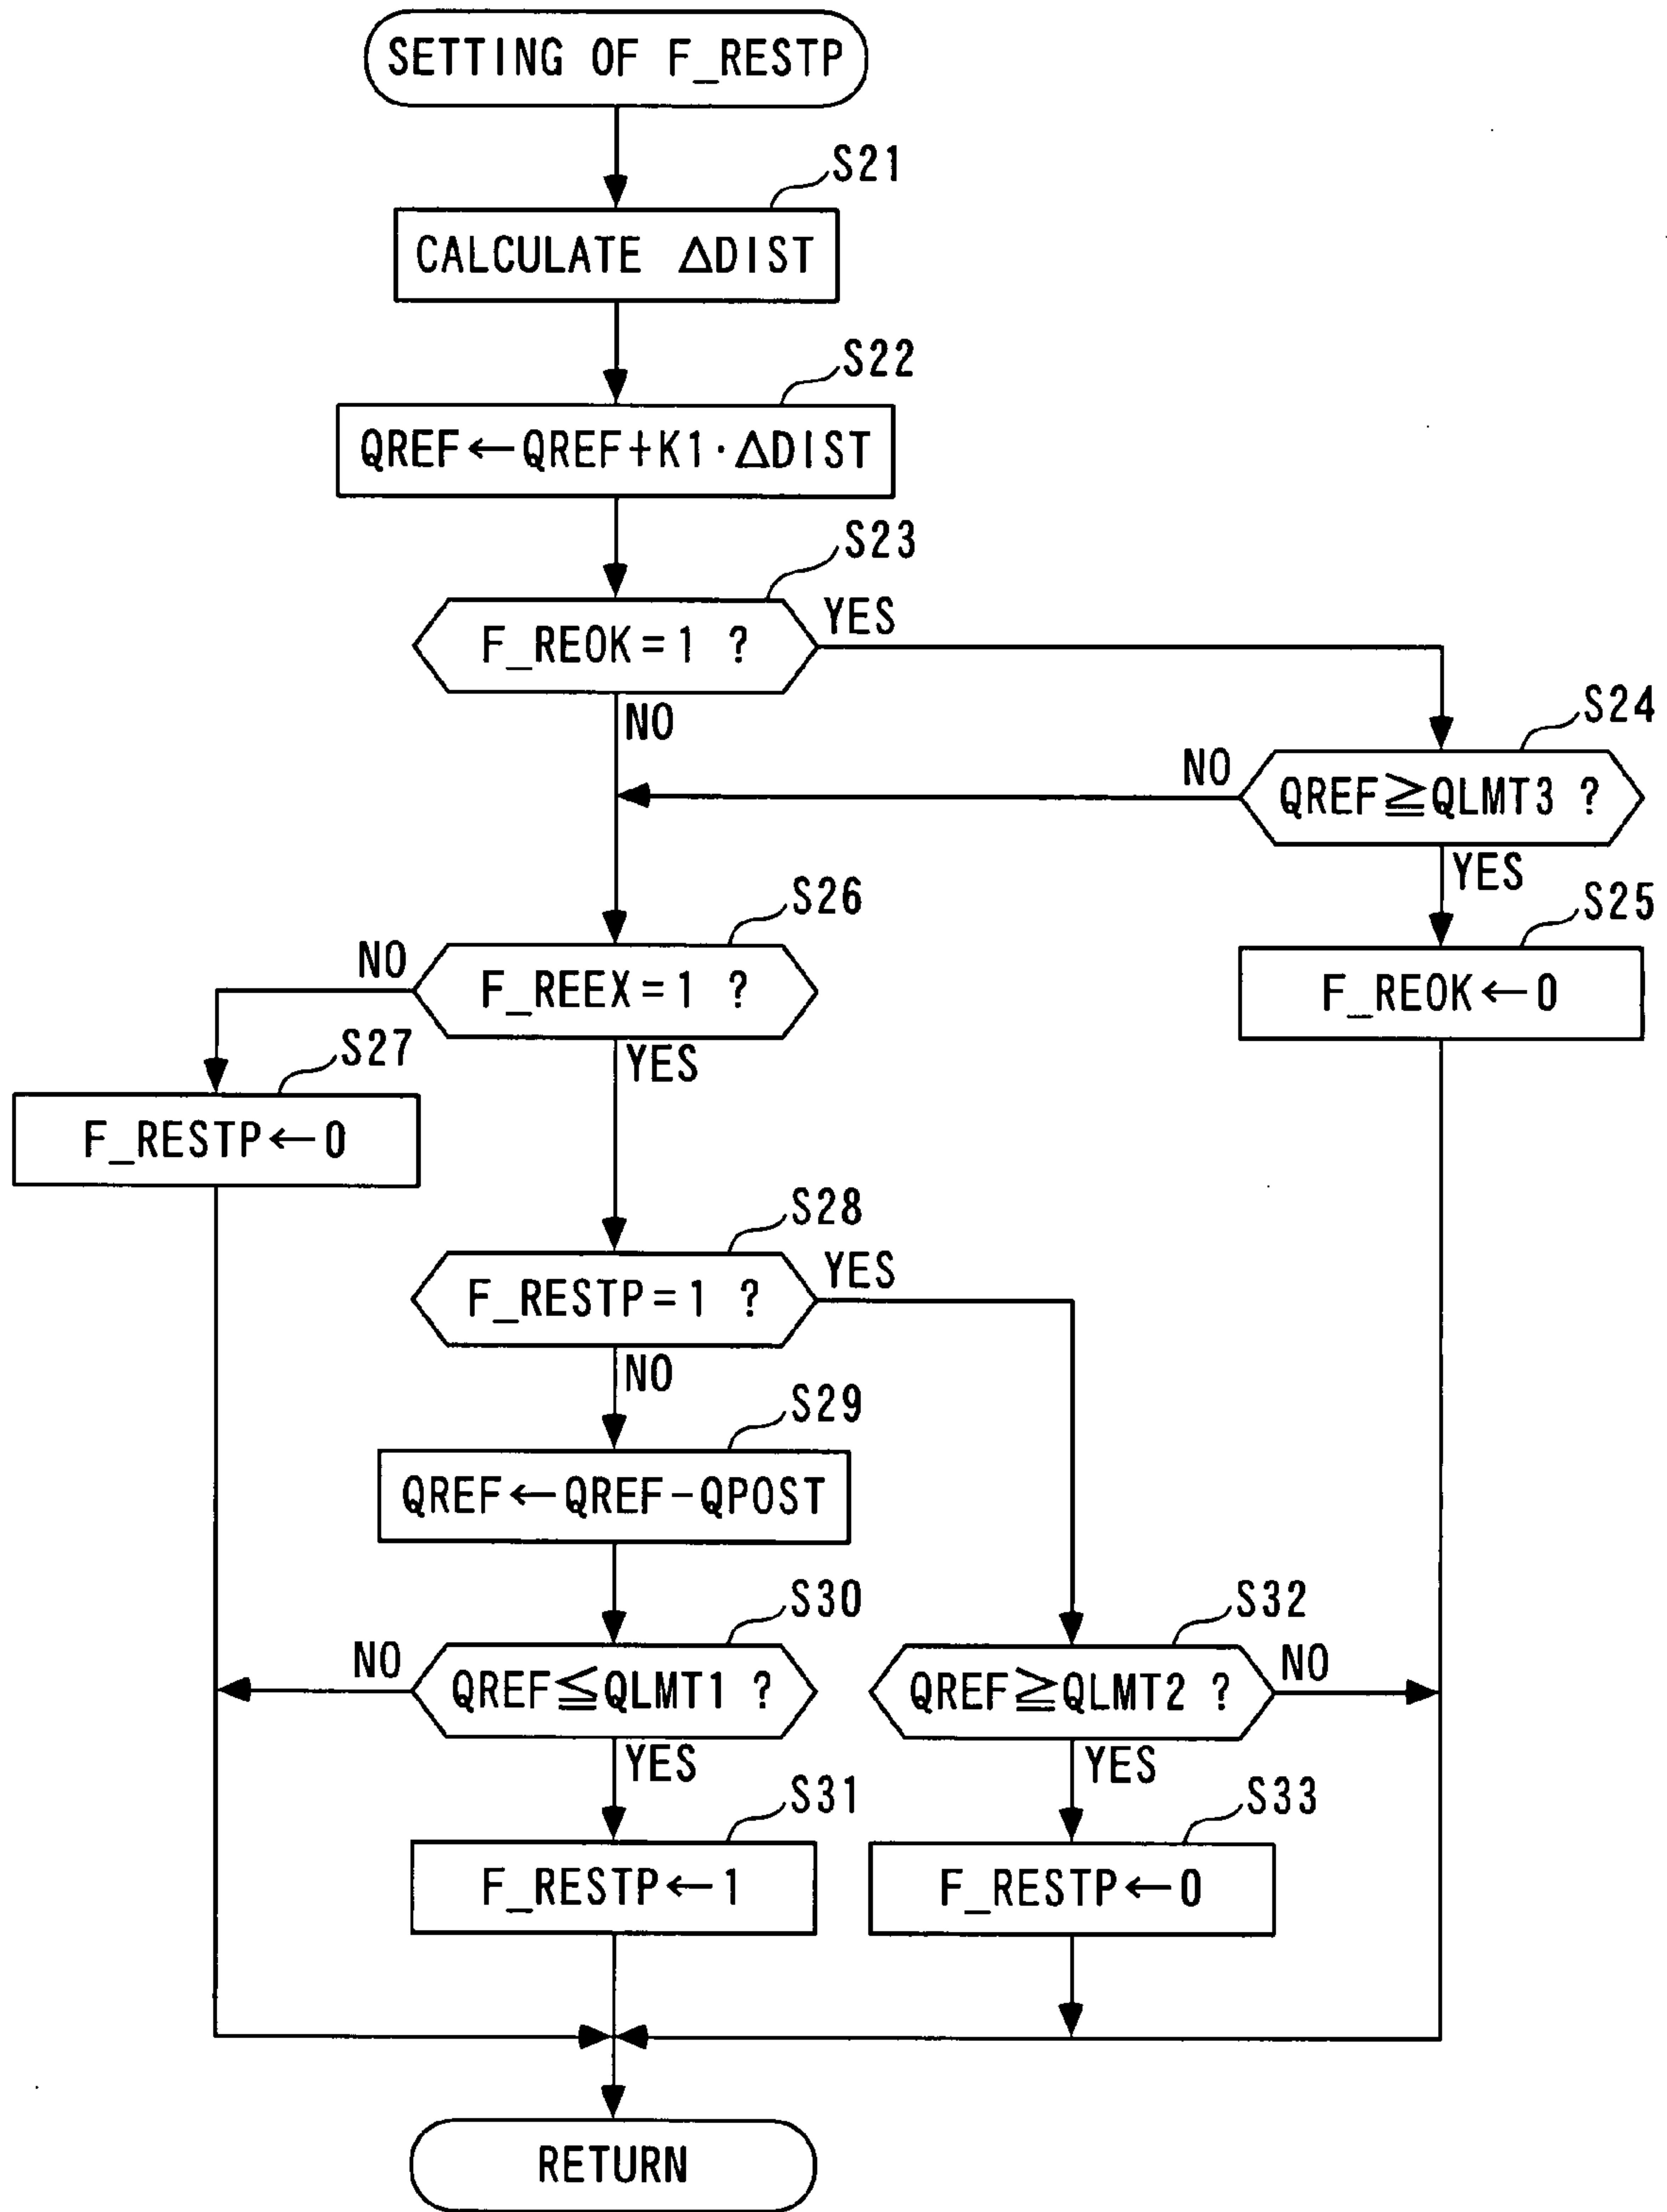 SETTING OF F_RESTP
S21
CALCULATE ΔDIST
S22
QREF←QREF+K1·ΔDIST
S23
F_REOK=1 ?
YES
NO
S24
QREF≧QLMT3 ?
NO
YES
S25
F_REOK←0
S26
F_REEX=1 ?
NO
YES
S27
F_RESTP←0
S28
F_RESTP=1 ?
YES
NO
S29
QREF←QREF-QPOST
S30
QREF≦QLMT1 ?
NO
YES
S32
QREF≧QLMT2 ?
NO
YES
S31
F_RESTP←1
S33
F_RESTP←0
RETURN